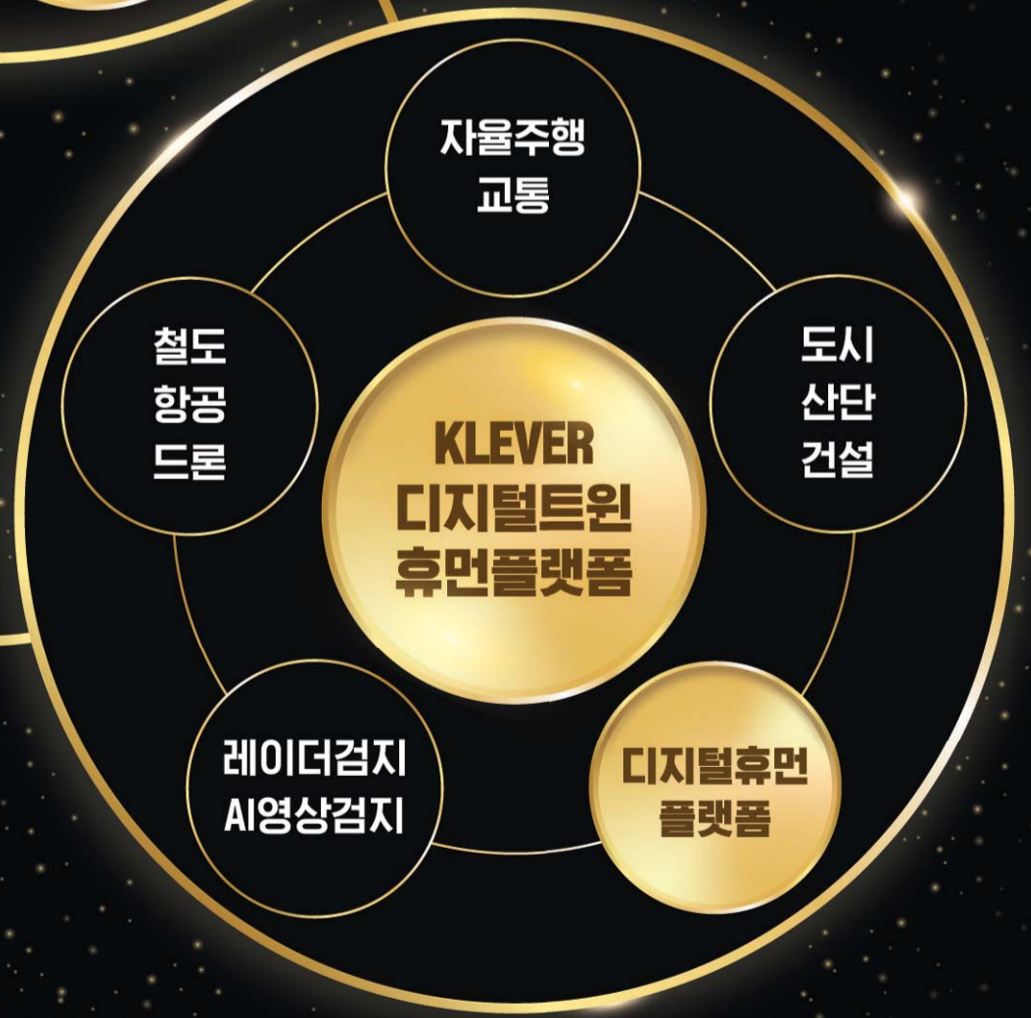 자율주행
교통
철도
항공
드론
도시
산단
건설
KLEVER
디지털트윈
휴먼플랫폼
레이더검지
AI영상검지
디지털휴먼
플랫폼